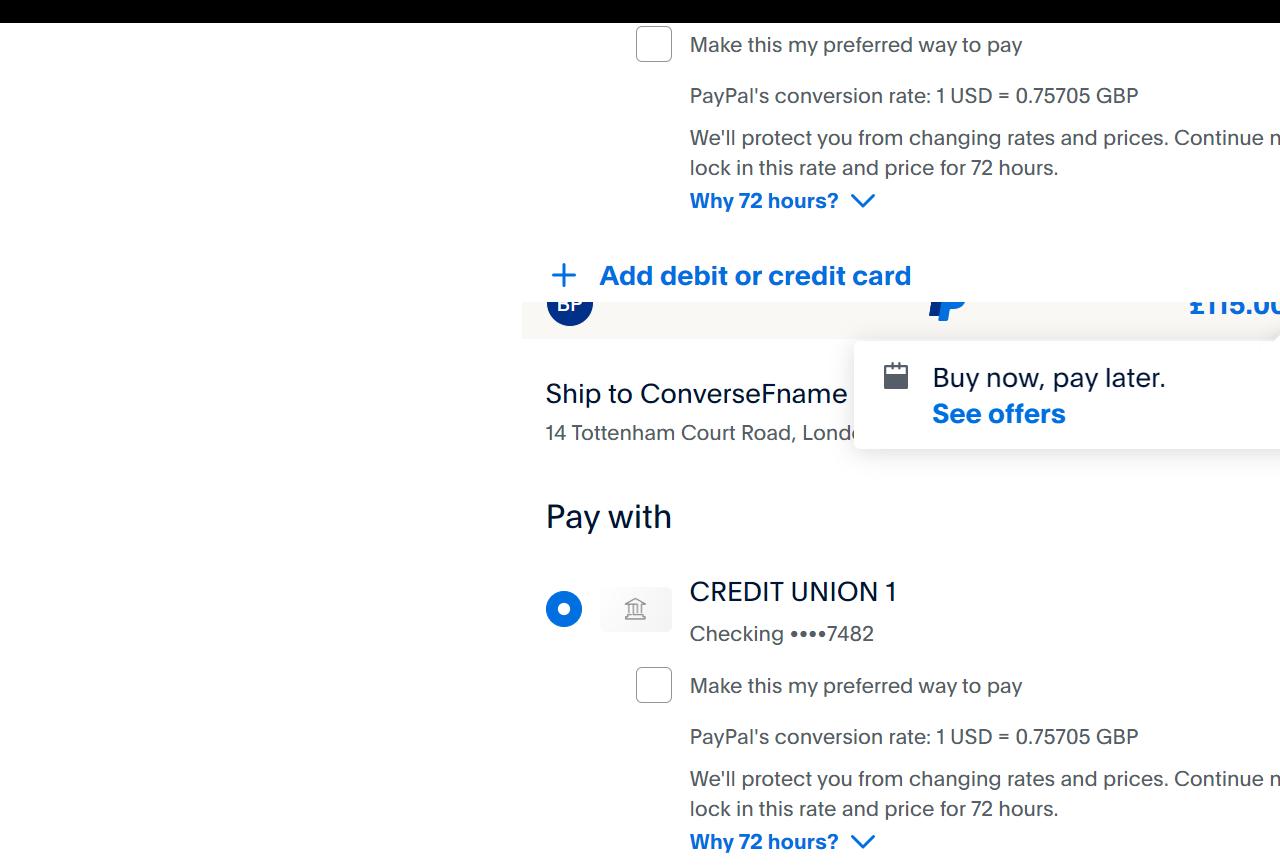 Make this my preferred way to pay
PayPal's conversion rate: 1 USD = 0.75705 GBP
We'll protect you from changing rates and prices. Continue
lock in this rate and price for 72 hours.
Why 72 hours?
Add debit or credit card
BP
£115.00
Buy now, pay later.
See offers
Ship to ConverseFname
14 Tottenham Court Road,
Pay with
CREDIT UNION 1
Checking ••••7482
Make this my preferred way to pay
PayPal's conversion rate: 1 USD = 0.75705 GBP
We'll protect you from changing rates and prices. Continue
lock in this rate and price for 72 hours.
Why 72 hours?